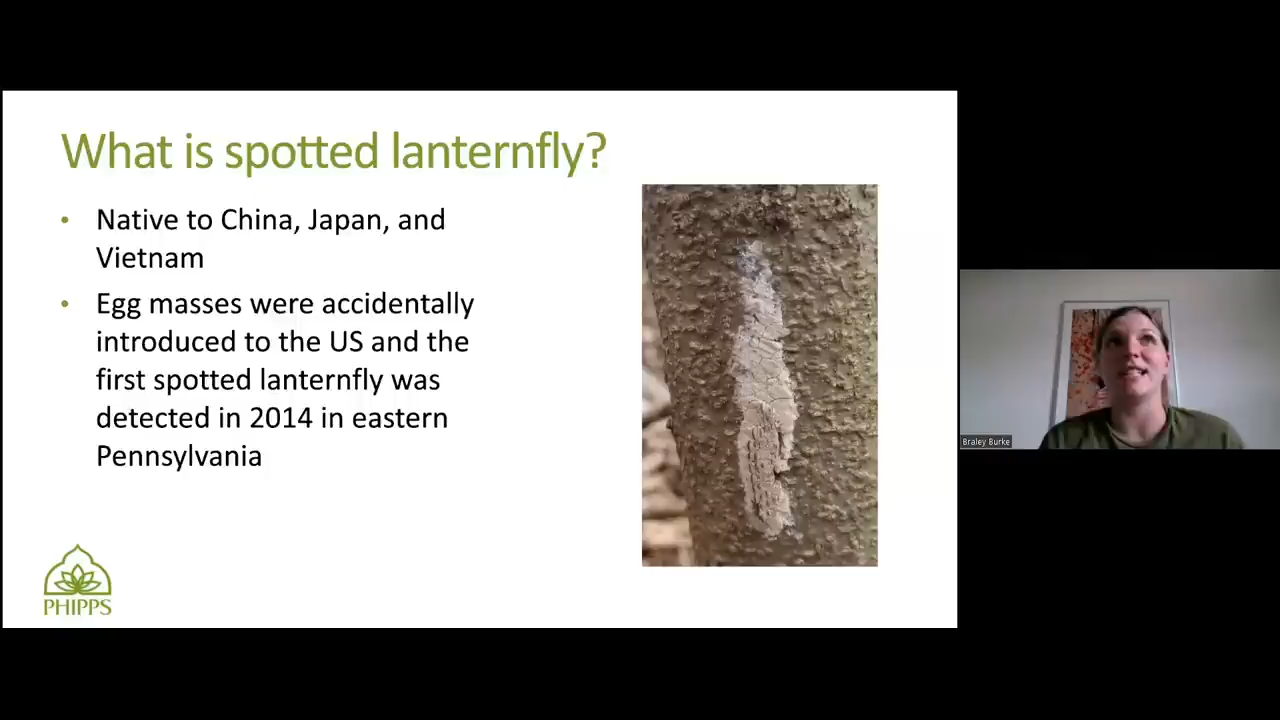 What is spotted lanternfly?
• Native to China, Japan, and
Vietnam
• Egg masses were accidentally
introduced to the US and the
first spotted lanternfly was
detected in 2014 in eastern
Pennsylvania
PHIPPS
Braley Burke